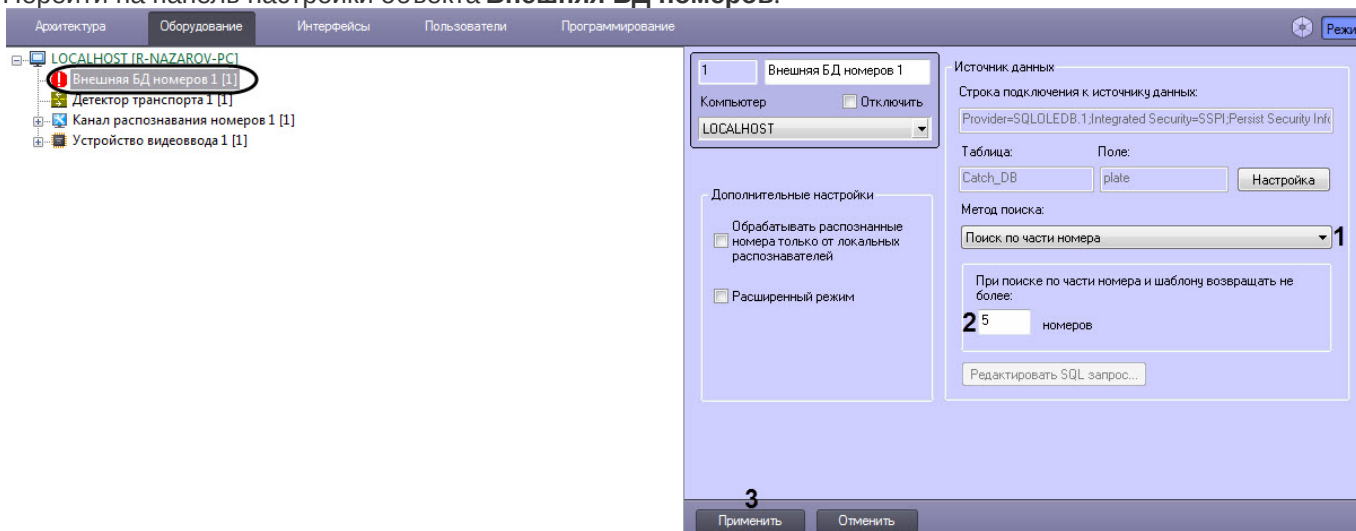 Перейти на панель настройки объекта Внешняя БД номеров.
Архитектура Оборудование Интерфейсы Пользователи Программирование Режи
LOCALHOST [R-NAZAROV-PC]
Внешняя БД номеров 1 [1]
Детектор транспорта 1 [1]
Канал распознавания номеров 1 [1]
Устройство видеоввода 1 [1]
1 Внешняя БД номеров 1
Компьютер Отключить
LOCALHOST
Дополнительные настройки
Обрабатывать распознанные
номера только от локальных
распознавателей
Расширенный режим
Источник данных
Строка подключения к источнику данных:
Provider=SQLOLEDB.1;Integrated Security=SSPI;Persist Security Info
Таблица: Поле:
Catch_DB plate Настройка
Метод поиска:
Поиск по части номера 1
При поиске по части номера и шаблону возвращать не
более:
2 5 номеров
Редактировать SQL запрос...
3
Применить Отменить